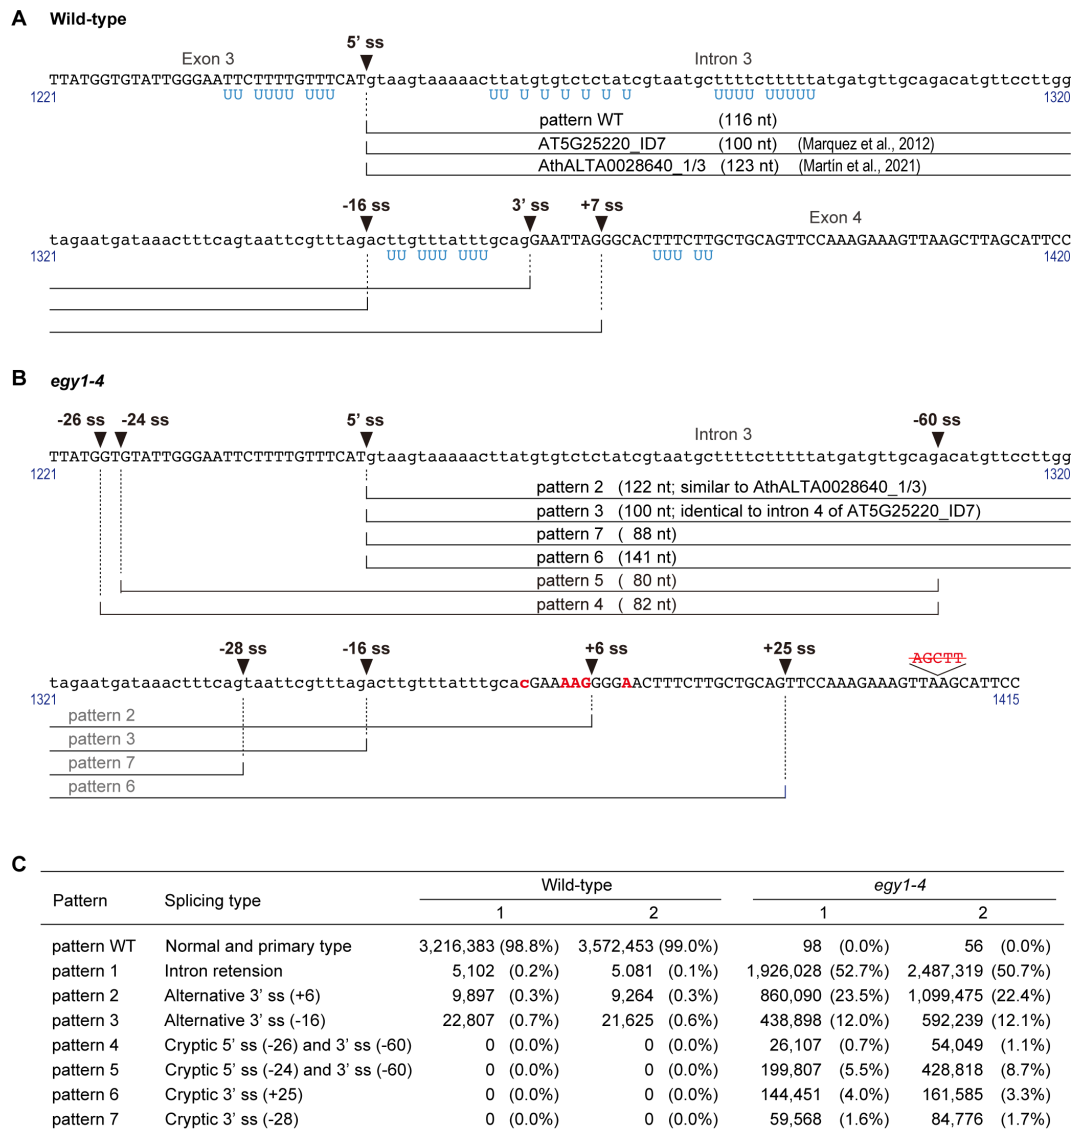 A Wild-type
5’ ss
Exon 3 Intron 3
TTATGGTGTATTGGGAATTCTTTTGTTTCATgtaagtaaaaacttatgtgtctctatcgtaatgcttttctttttatgatgttgcagacatgttccttgg
1221 UU UUUU UUU UU U U U U U U UUUU UUUUU 1320
pattern WT (116 nt)
AT5G25220_ID7 (100 nt) (Marquez et al., 2012)
AthALTA0028640_1/3 (123 nt) (Martín et al., 2021)
-16 ss 3’ ss +7 ss
Exon 4
tagaatgataaactttcagtaattcgtttagacttgtttatttgcagGAATTAGGGCACTTTCTTGCTGCAGTTCCAAAGAAAGTTAAGCTTAGCATTCC
1321 UU UUU UUU UUU UU 1420
B egy1-4
-26 ss -24 ss 5’ ss -60 ss
Intron 3
TTATGGTGTATTGGGAATTCTTTTGTTTCATgtaagtaaaaacttatgtgtctctatcgtaatgcttttctttttatgatgttgcagacatgttccttgg
1221 1320
pattern 2 (122 nt; similar to AthALTA0028640_1/3)
pattern 3 (100 nt; identical to intron 4 of AT5G25220_ID7)
pattern 7 ( 88 nt)
pattern 6 (141 nt)
pattern 5 ( 80 nt)
pattern 4 ( 82 nt)
-28 ss -16 ss +6 ss +25 ss AGCTT
tagaatgataaactttcagtaattcgtttagacttgtttatttgcacGAAAAGGGGAACTTTCTTGCTGCAGTTCCAAAGAAAGTTAAGCATTCC
1321 1415
pattern 2
pattern 3
pattern 7
pattern 6
C
Wild-type egy1-4
Pattern Splicing type
1 2 1 2
pattern WT Normal and primary type 3,216,383 (98.8%) 3,572,453 (99.0%) 98 (0.0%) 56 (0.0%)
pattern 1 Intron retension 5,102 (0.2%) 5.081 (0.1%) 1,926,028 (52.7%) 2,487,319 (50.7%)
pattern 2 Alternative 3’ ss (+6) 9,897 (0.3%) 9,264 (0.3%) 860,090 (23.5%) 1,099,475 (22.4%)
pattern 3 Alternative 3’ ss (-16) 22,807 (0.7%) 21,625 (0.6%) 438,898 (12.0%) 592,239 (12.1%)
pattern 4 Cryptic 5’ ss (-26) and 3’ ss (-60) 0 (0.0%) 0 (0.0%) 26,107 (0.7%) 54,049 (1.1%)
pattern 5 Cryptic 5’ ss (-24) and 3’ ss (-60) 0 (0.0%) 0 (0.0%) 199,807 (5.5%) 428,818 (8.7%)
pattern 6 Cryptic 3’ ss (+25) 0 (0.0%) 0 (0.0%) 144,451 (4.0%) 161,585 (3.3%)
pattern 7 Cryptic 3’ ss (-28) 0 (0.0%) 0 (0.0%) 59,568 (1.6%) 84,776 (1.7%)